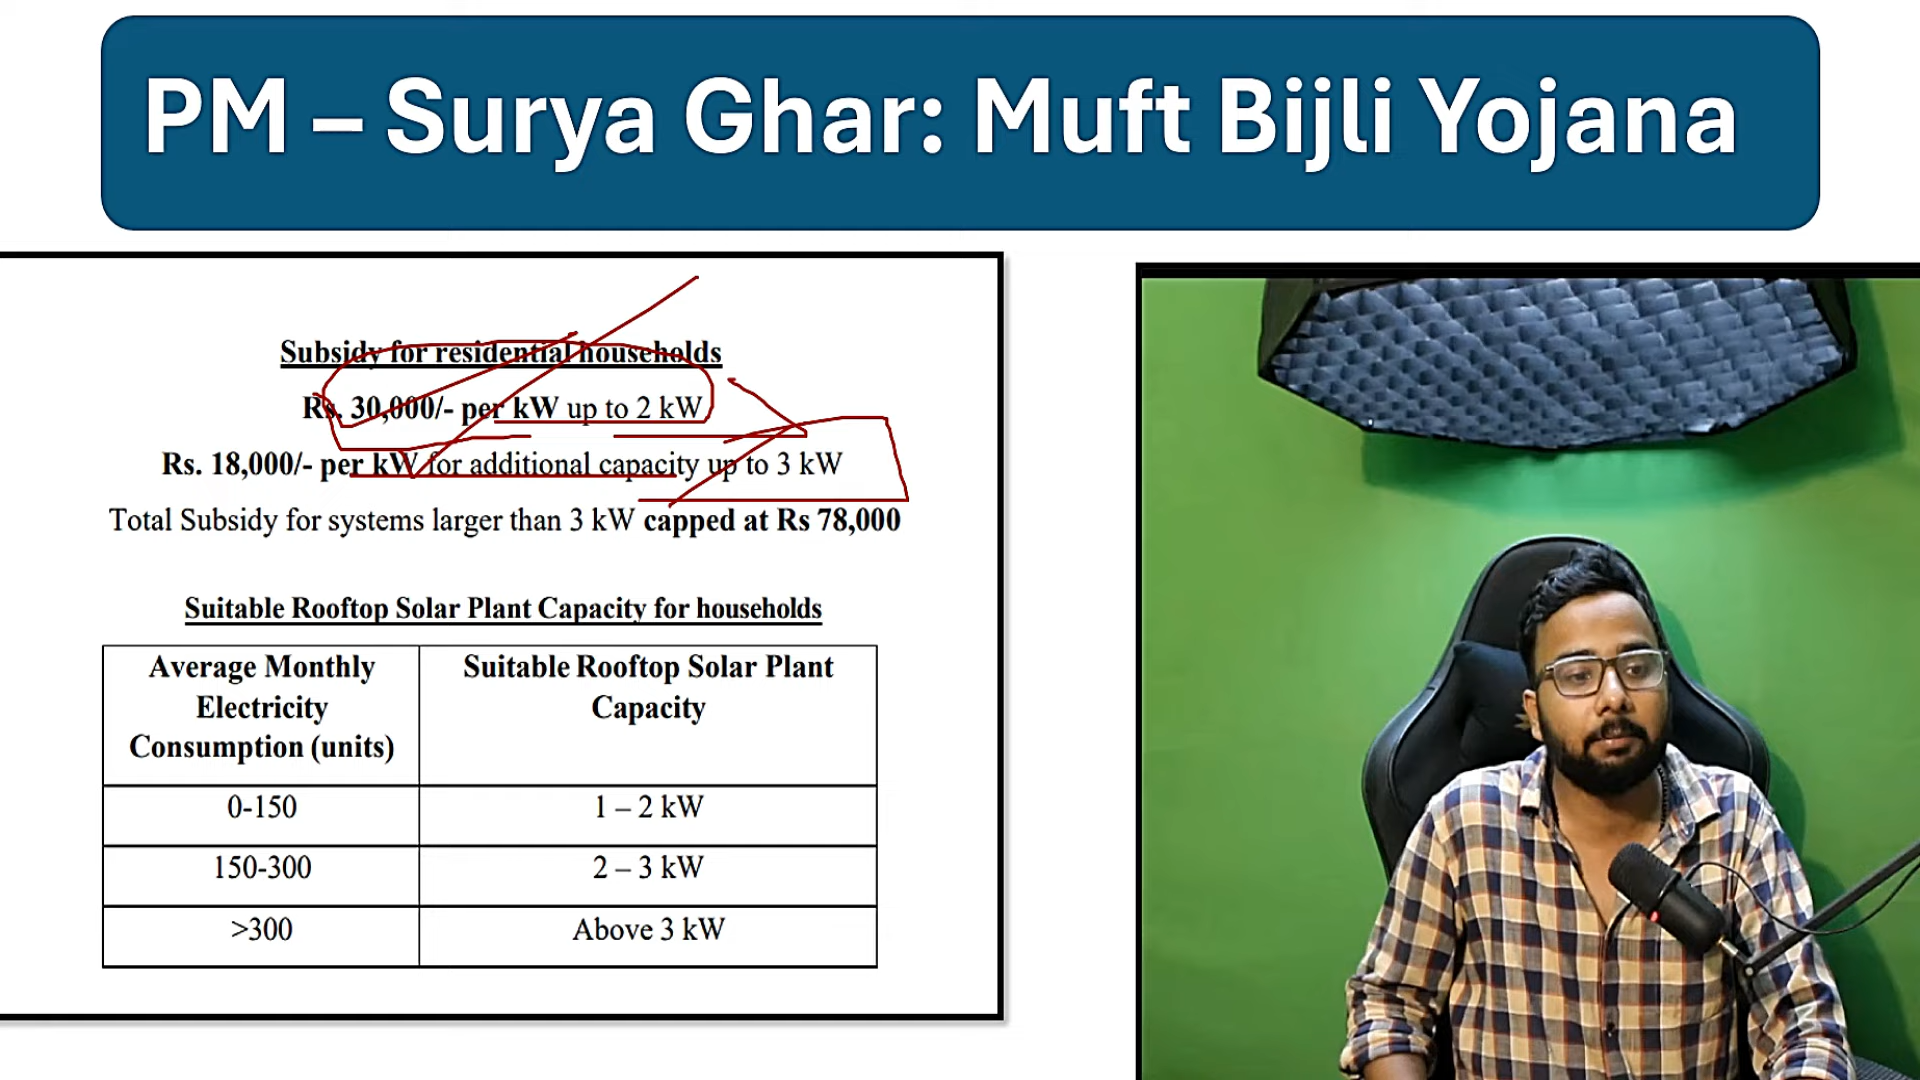 PM – Surya Ghar: Muft Bijli Yojana
Subsidy for residential households
Rs. 30,000/- per kW up to 2 kW
Rs. 18,000/- per kW for additional capacity up to 3 kW
Total Subsidy for systems larger than 3 kW capped at Rs 78,000
Suitable Rooftop Solar Plant Capacity for households
Average Monthly
Electricity
Consumption (units)
Suitable Rooftop Solar Plant
Capacity
0-150
1 – 2 kW
150-300
2 – 3 kW
>300
Above 3 kW